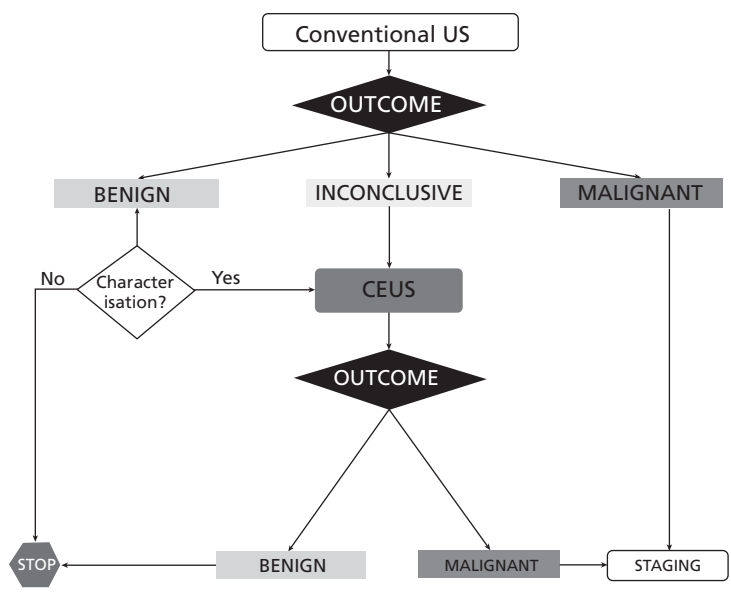 Conventional US
OUTCOME
BENIGN
INCONCLUSIVE
MALIGNANT
No
Character
isation?
Yes
CEUS
OUTCOME
STOP
BENIGN
MALIGNANT
STAGING